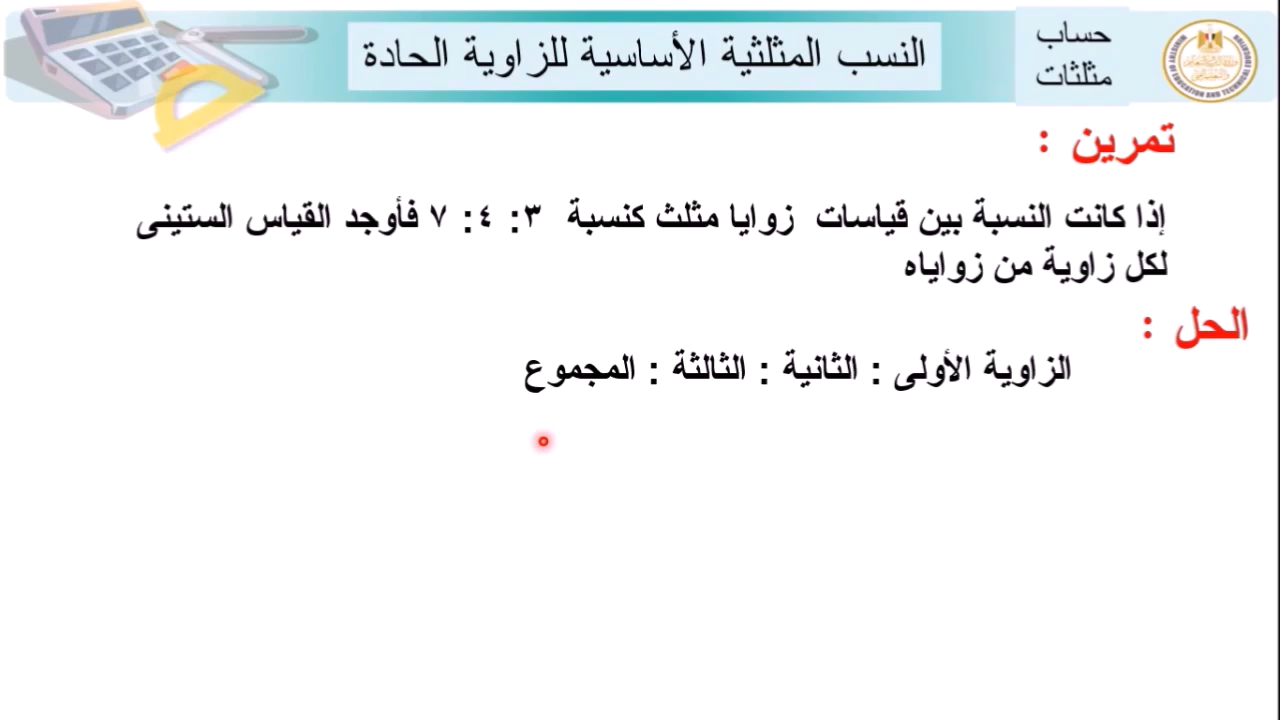 حساب مثلثات
النسب المثلثية الأساسية للزاوية الحادة
تمرين :
إذا كانت النسبة بين قياسات زوايا مثلث كنسبة ٣ : ٤ : ٧ فأوجد القياس الستينى
لكل زاوية من زواياه
الحل :
الزاوية الأولى : الثانية : الثالثة : المجموع